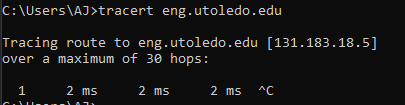 C:\Users\AJ>tracert eng.utoledo.edu
Tracing route to eng.utoledo.edu [131.183.18.5]
over a maximum of 30 hops:
1 2 ms 2 ms 2 ms ^C
C:\Users\AJ>